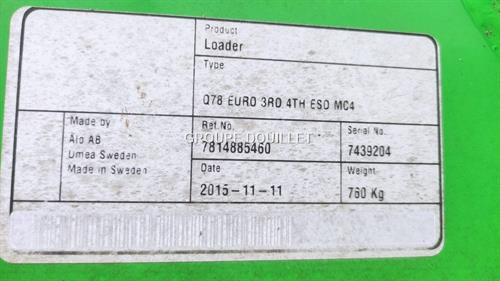 Product
Loader
Type
Q78 EURO 3RD 4TH ESO MC4
Made by
Ålo AB
Umeå Sweden
Made in Sweden
Ref.No.
7814885460
Serial No.
7439204
GROUPE DOUILLET
Date
2015-11-11
Weight
760 Kg